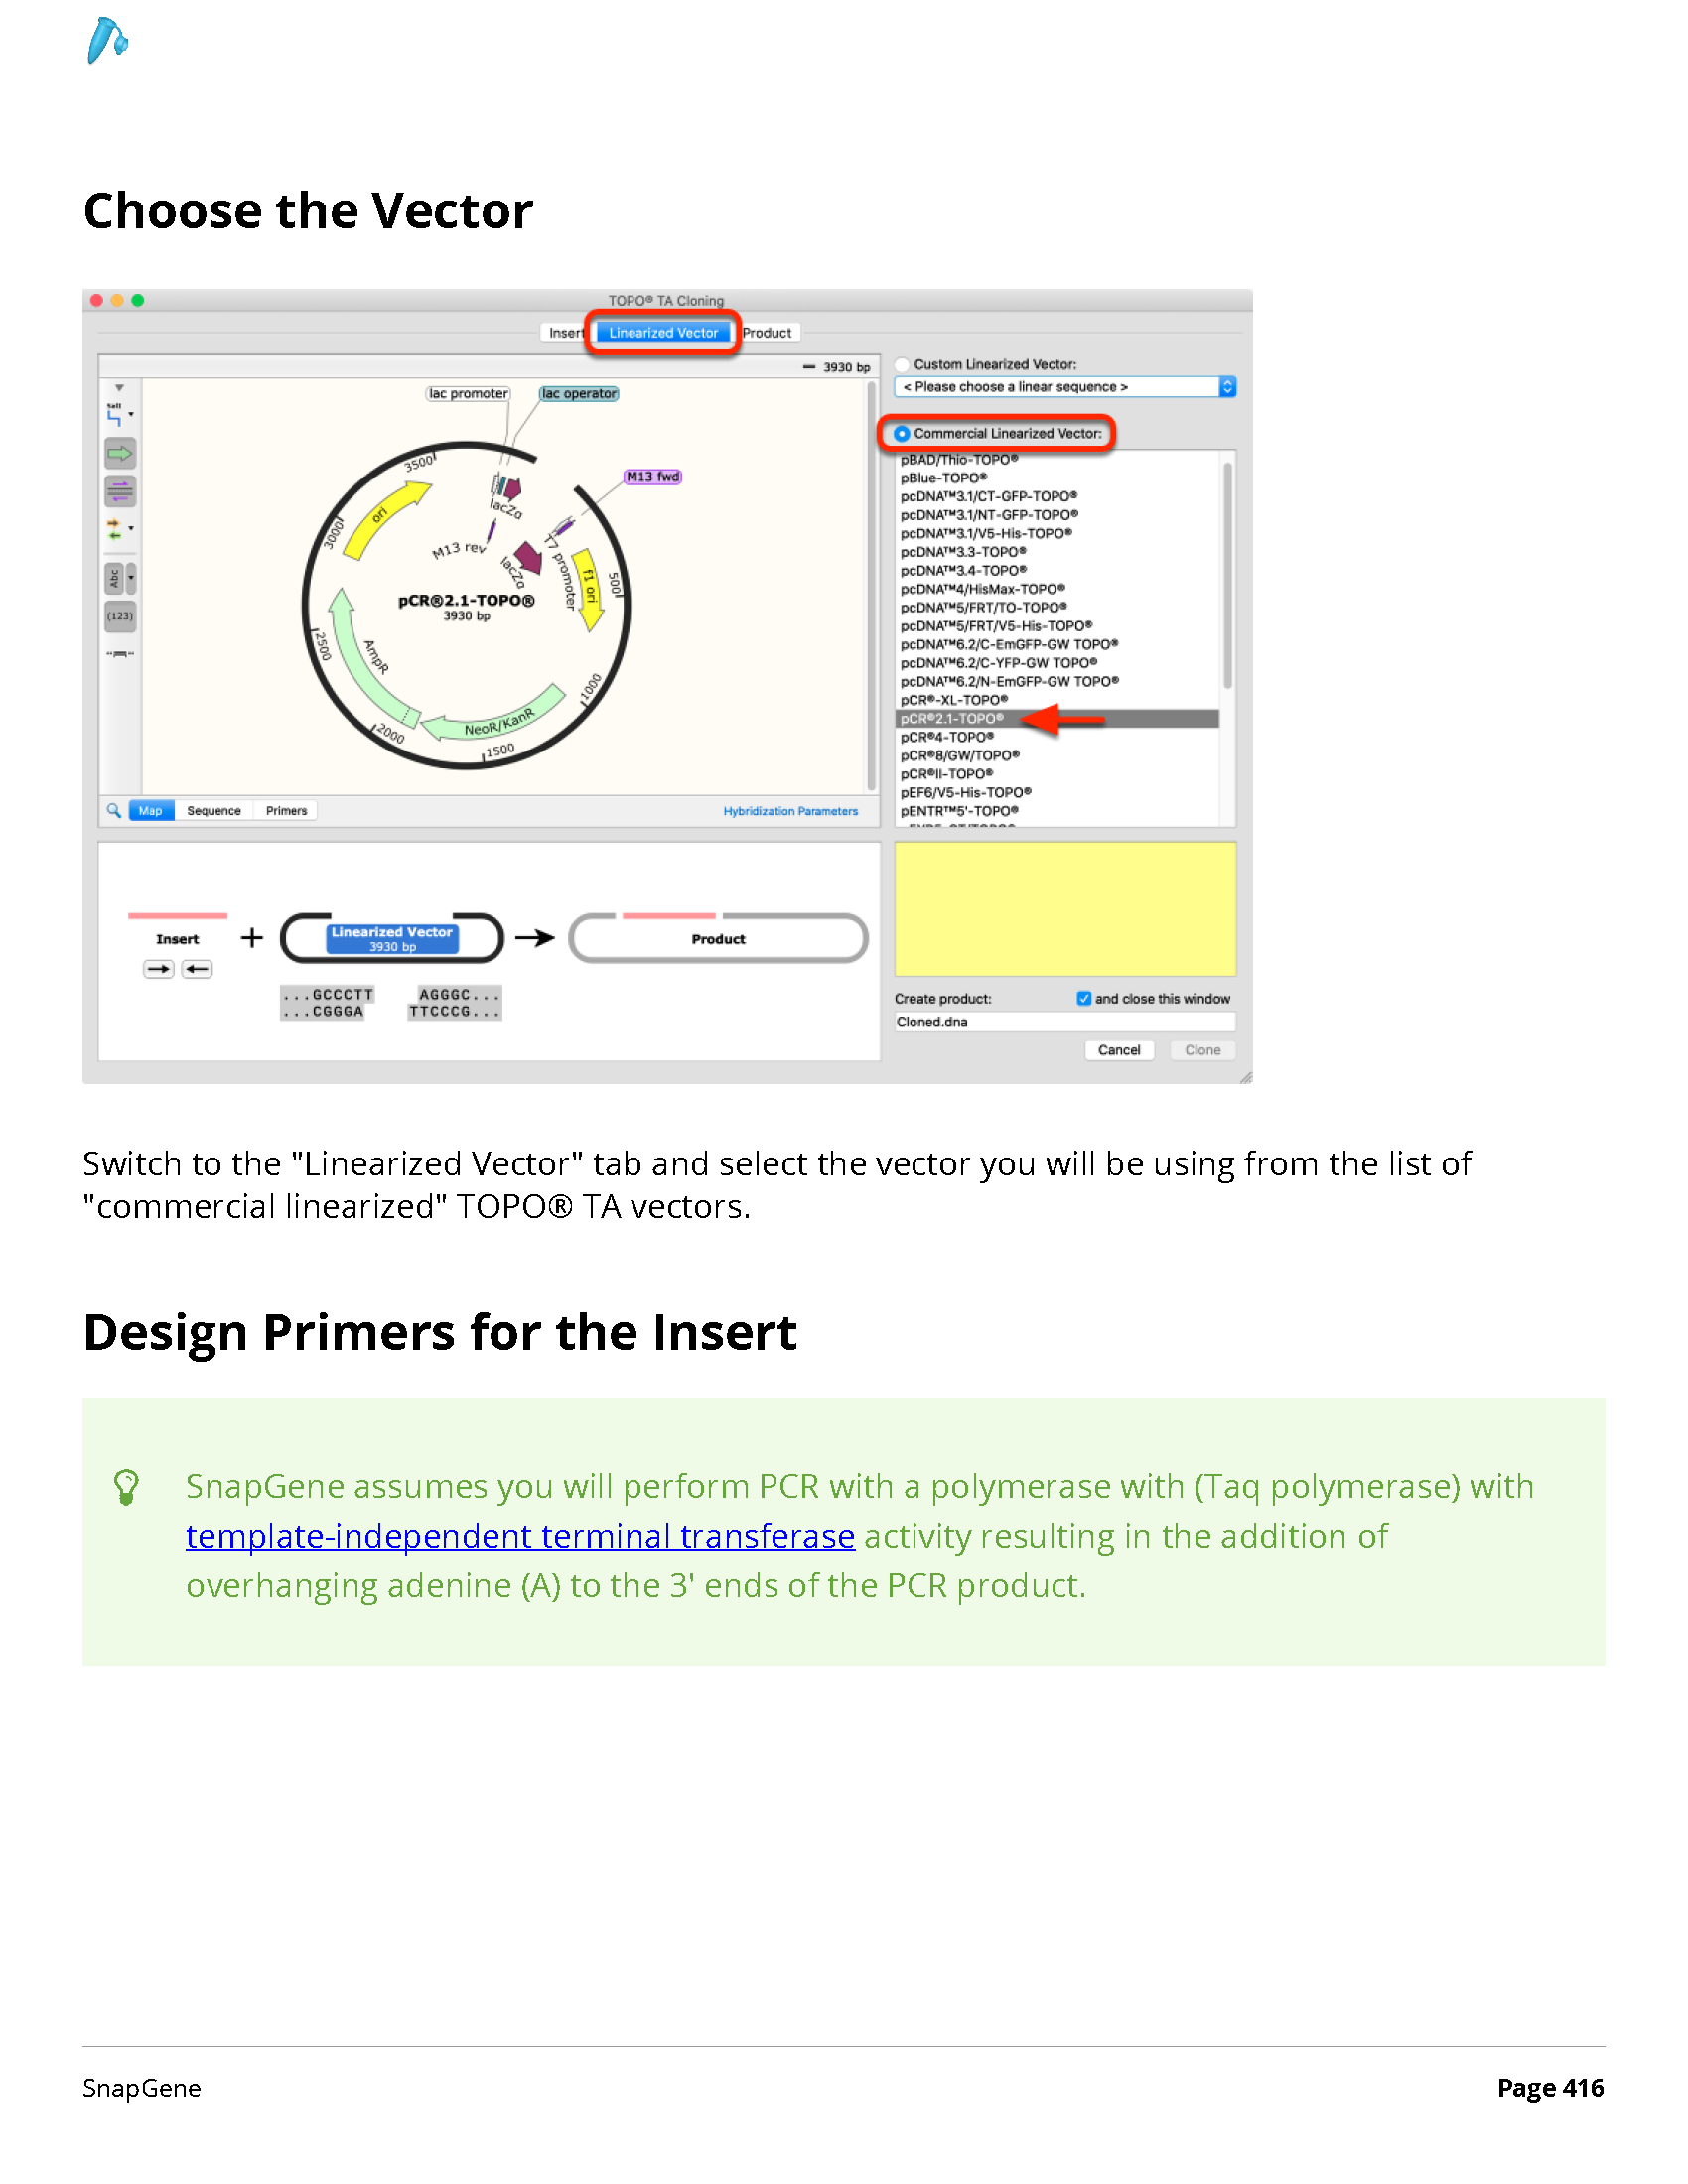 Choose the Vector
TOPO® TA Cloning
Insert
Linearized Vector
Product
3930 bp
Custom Linearized Vector:
< Please choose a linear sequence >
Commercial Linearized Vector:
pBAD/Thio-TOPO®
pBlue-TOPO®
pcDNA™3.1/CT-GFP-TOPO®
pcDNA™3.1/NT-GFP-TOPO®
pcDNA™3.1/V5-His-TOPO®
pcDNA™3.3-TOPO®
pcDNA™3.4-TOPO®
pcDNA™4/HisMax-TOPO®
pcDNA™5/FRT/TO-TOPO®
pcDNA™5/FRT/V5-His-TOPO®
pcDNA™6.2/C-EmGFP-GW TOPO®
pcDNA™6.2/C-YFP-GW TOPO®
pcDNA™6.2/N-EmGFP-GW TOPO®
pCR®-XL-TOPO®
pCR®2.1-TOPO®
pCR®4-TOPO®
pCR®8/GW/TOPO®
pCR®II-TOPO®
pEF6/V5-His-TOPO®
pENTR™5'-TOPO®
lac promoter
lac operator
M13 fwd
3500
lacZα
ori
3000
M13 rev
lacZα
T7 promoter
f1 ori
500
pCR®2.1-TOPO®
3930 bp
2500
AmpR
1000
NeoR/KanR
2000
1500
Abc
(123)
Map
Sequence
Primers
Hybridization Parameters
Insert
+
Linearized Vector
3930 bp
Product
...GCCCTT AGGGC...
...CGGGA TTCCCG...
Create product:
and close this window
Cloned.dna
Cancel
Clone
Switch to the "Linearized Vector" tab and select the vector you will be using from the list of
"commercial linearized" TOPO® TA vectors.
Design Primers for the Insert
SnapGene assumes you will perform PCR with a polymerase with (Taq polymerase) with
template-independent terminal transferase activity resulting in the addition of
overhanging adenine (A) to the 3' ends of the PCR product.
SnapGene
Page 416